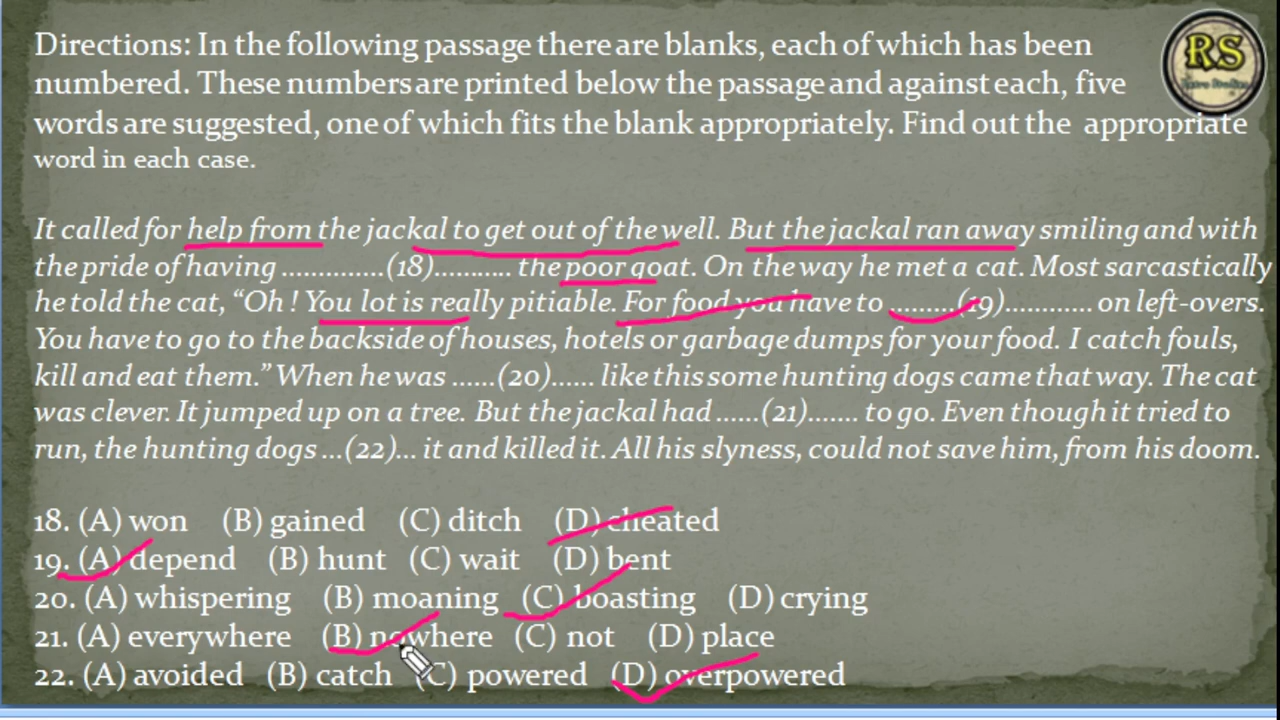 Directions: In the following passage there are blanks, each of which has been
numbered. These numbers are printed below the passage and against each, five
words are suggested, one of which fits the blank appropriately. Find out the appropriate
word in each case.
RS
It called for help from the jackal to get out of the well. But the jackal ran away smiling and with
the pride of having ..............(18)........... the poor goat. On the way he met a cat. Most sarcastically
he told the cat, “Oh ! You lot is really pitiable. For food you have to .........(19)............. on left-overs.
You have to go to the backside of houses, hotels or garbage dumps for your food. I catch fouls,
kill and eat them.” When he was ......(20)...... like this some hunting dogs came that way. The cat
was clever. It jumped up on a tree. But the jackal had ......(21)....... to go. Even though it tried to
run, the hunting dogs ...(22)... it and killed it. All his slyness, could not save him, from his doom.
18. (A) won (B) gained (C) ditch (D) cheated
19. (A) depend (B) hunt (C) wait (D) bent
20. (A) whispering (B) moaning (C) boasting (D) crying
21. (A) everywhere (B) nowhere (C) not (D) place
22. (A) avoided (B) catch (C) powered (D) overpowered